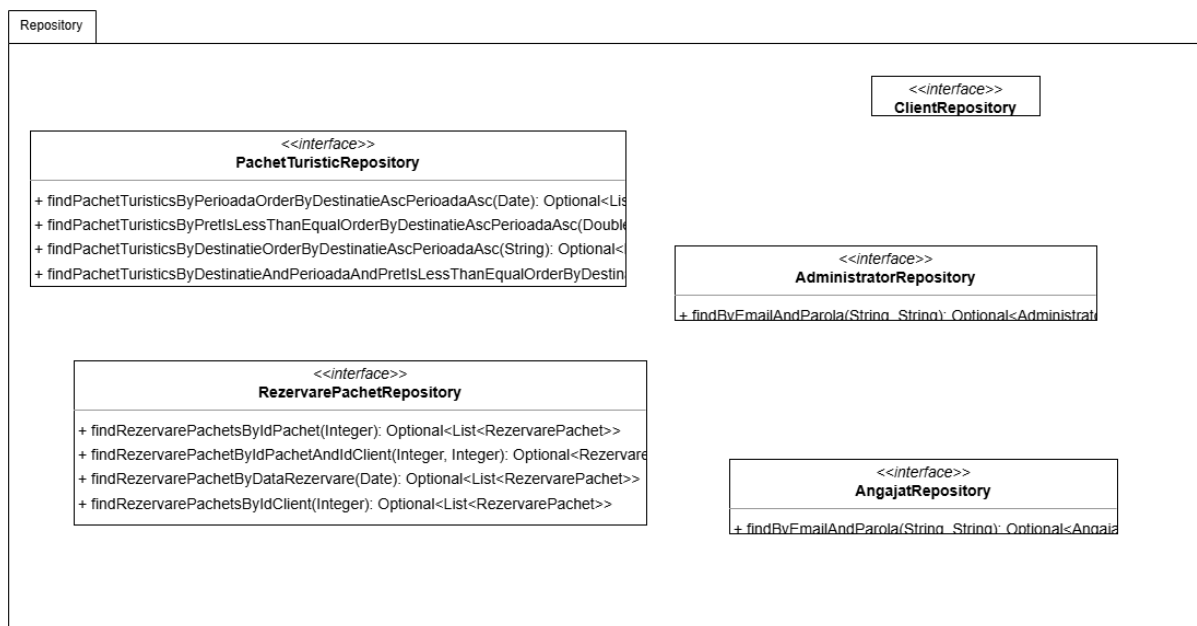 Repository
<<interface>>
ClientRepository
<<interface>>
PachetTuristicRepository
+ findPachetTuristicsByPerioadaOrderByDestinatieAscPerioadaAsc(Date): Optional<Lis
+ findPachetTuristicsByPretIsLessThanEqualOrderByDestinatieAscPerioadaAsc(Double
+ findPachetTuristicsByDestinatieOrderByDestinatieAscPerioadaAsc(String): Optional<
+ findPachetTuristicsByDestinatieAndPerioadaAndPretIsLessThanEqualOrderByDestina
<<interface>>
AdministratorRepository
+ findByEmailAndParola(String, String): Optional<Administrato
<<interface>>
RezervarePachetRepository
+ findRezervarePachetsByIdPachet(Integer): Optional<List<RezervarePachet>>
+ findRezervarePachetByIdPachetAndIdClient(Integer, Integer): Optional<Rezervare
+ findRezervarePachetByDataRezervare(Date): Optional<List<RezervarePachet>>
+ findRezervarePachetsByIdClient(Integer): Optional<List<RezervarePachet>>
<<interface>>
AngajatRepository
+ findByEmailAndParola(String, String): Optional<Angaja